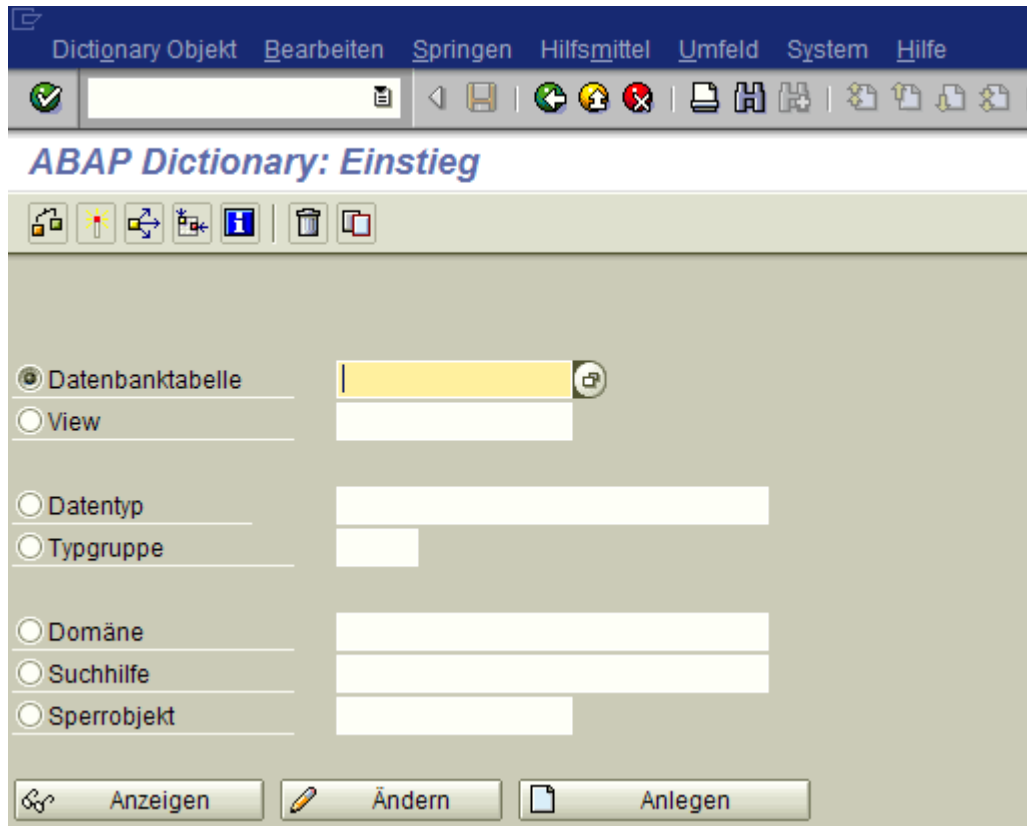 Dictionary Objekt Bearbeiten Springen Hilfsmittel Umfeld System Hilfe
ABAP Dictionary: Einstieg
Datenbanktabelle
View
Datentyp
Typgruppe
Domäne
Suchhilfe
Sperrobjekt
Anzeigen Ändern Anlegen